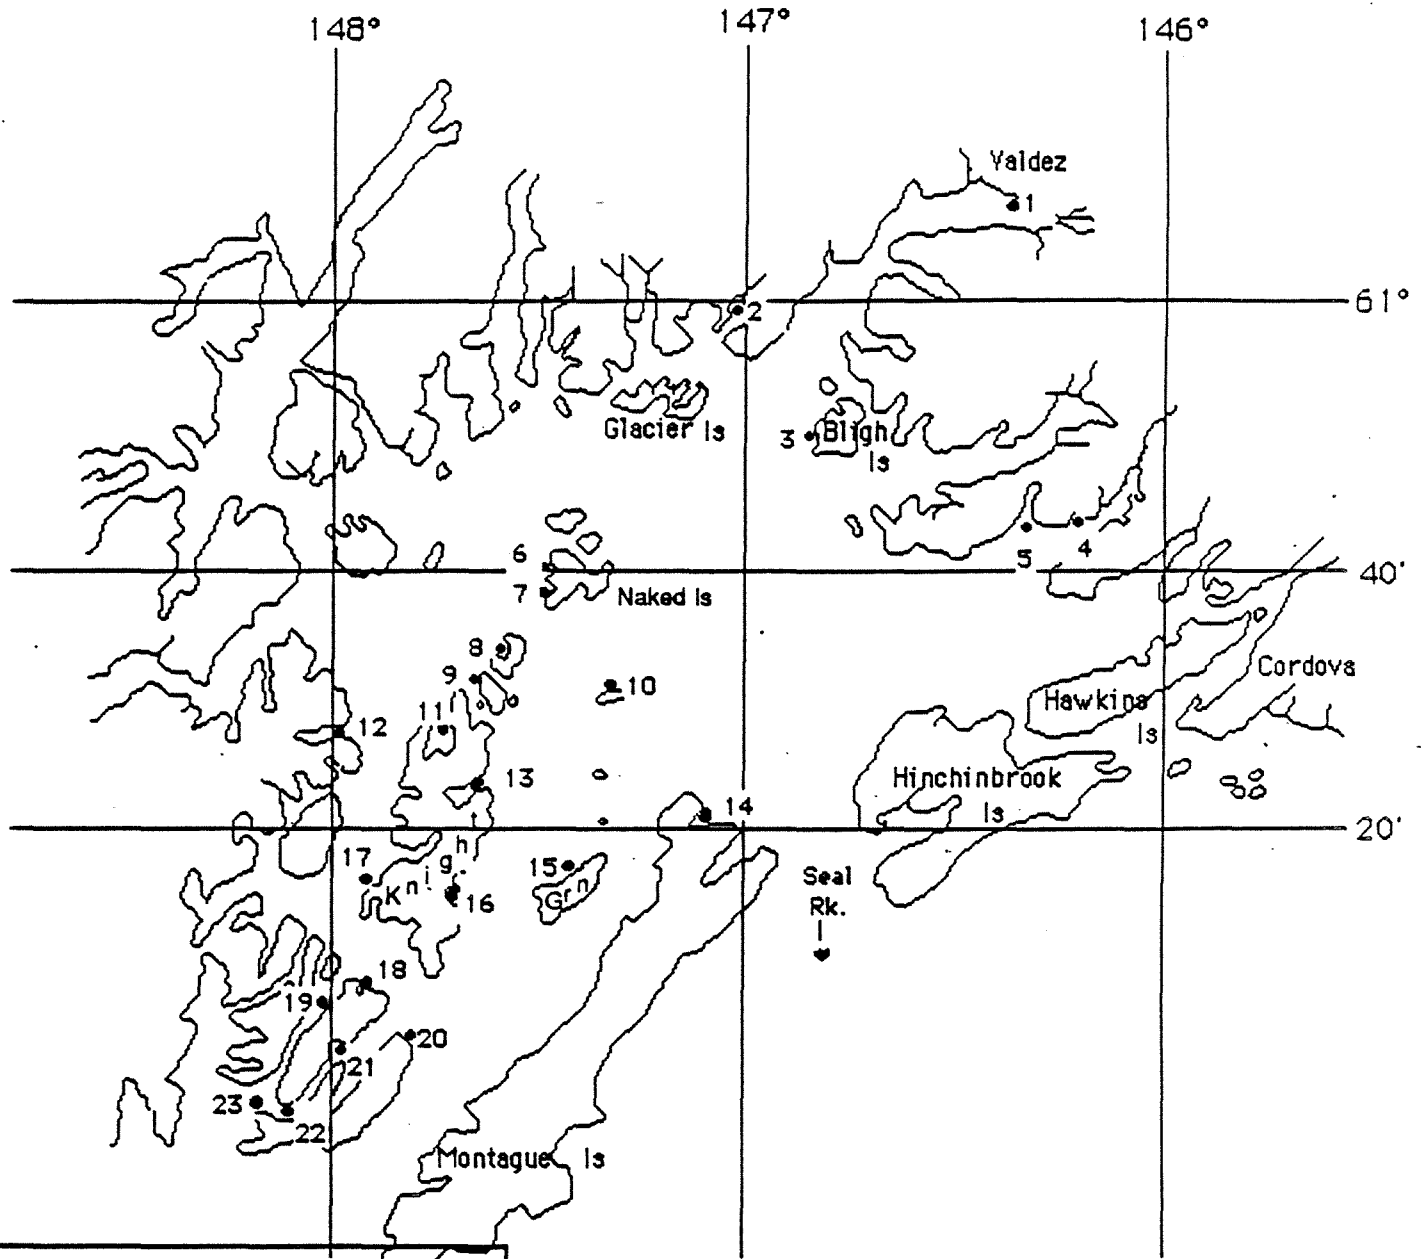 148°
147°
146°
Valdez
1
2
61°
Glacier Is
3
Bligh
Is
6
5
4
7
Naked Is
40'
8
9
10
Cordova
11
12
Hawkins
Is
13
Hinchinbrook
Is
14
20'
17
15
Knigh
Grn
16
Seal
Rk.
18
19
20
21
23
22
Montague Is